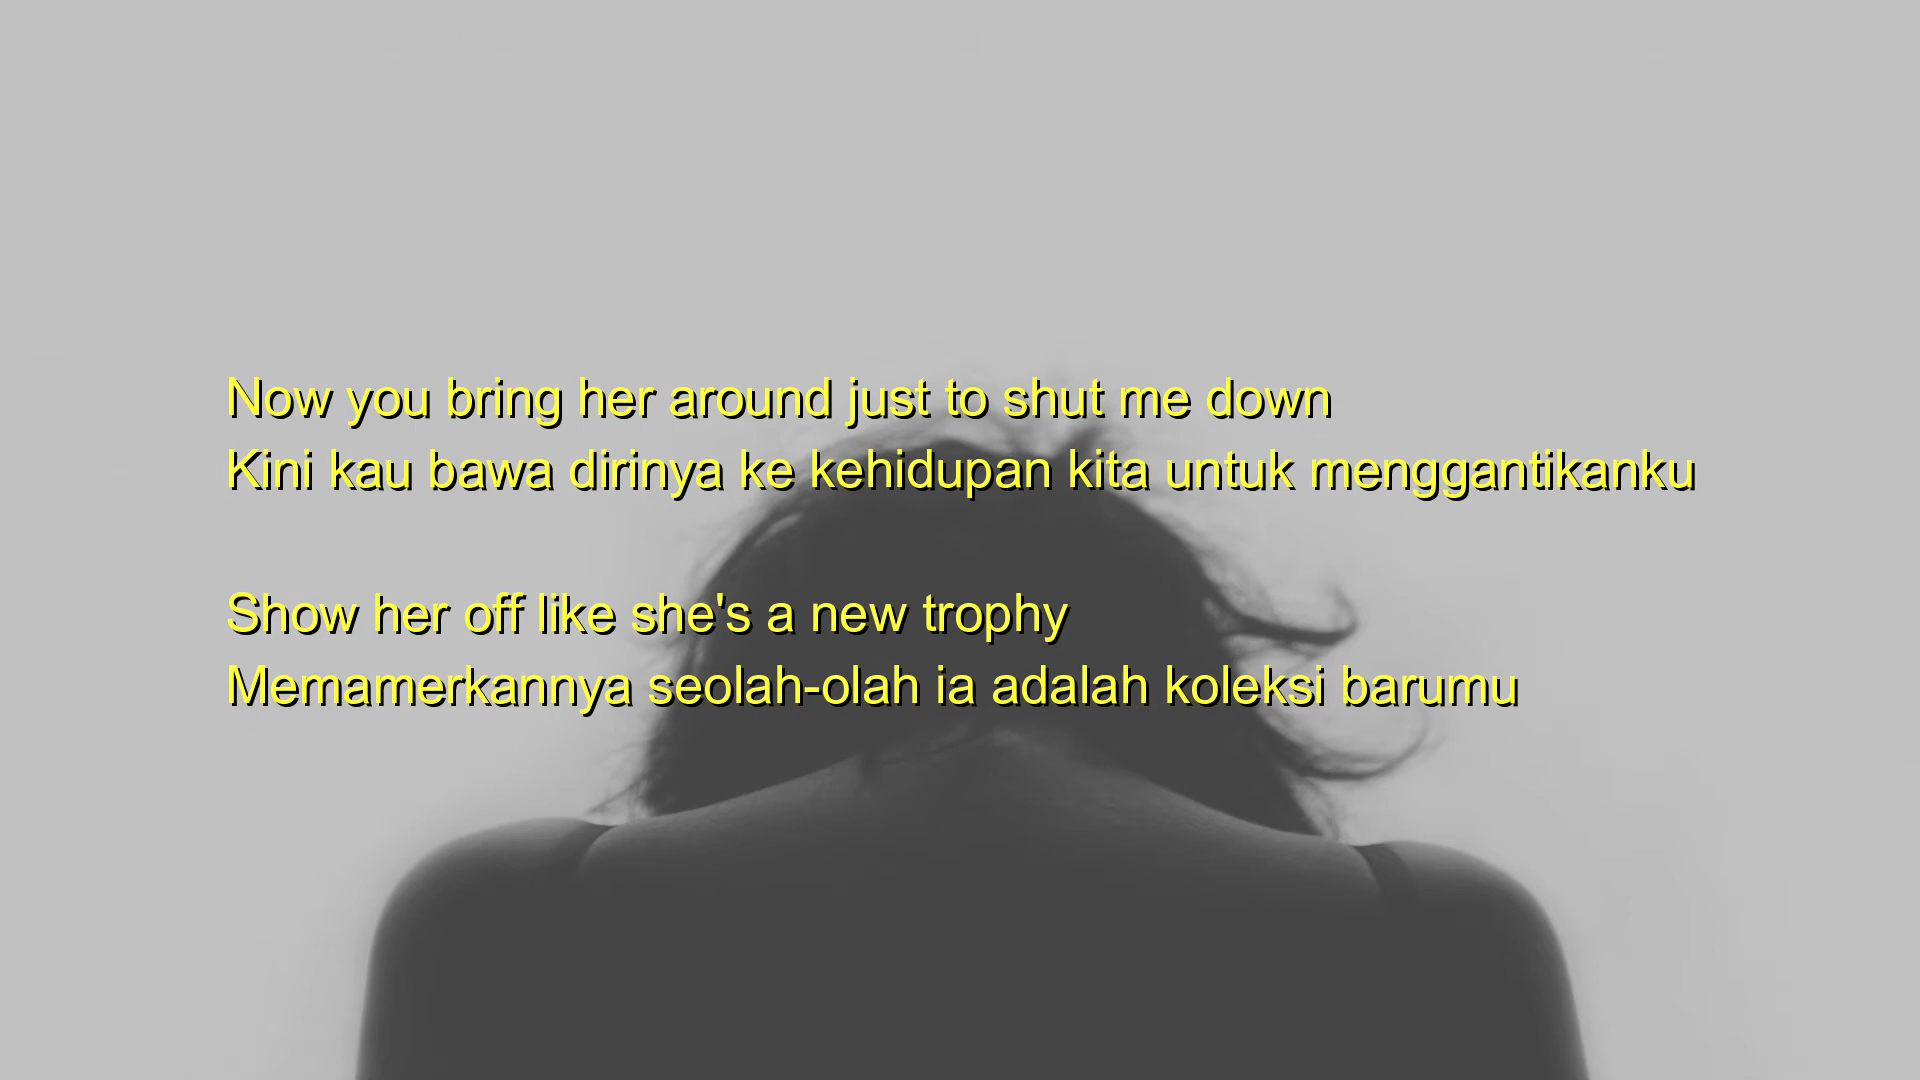 Now you bring her around just to shut me down
Kini kau bawa dirinya ke kehidupan kita untuk menggantikanku
Show her off like she's a new trophy
Memamerkannya seolah-olah ia adalah koleksi barumu